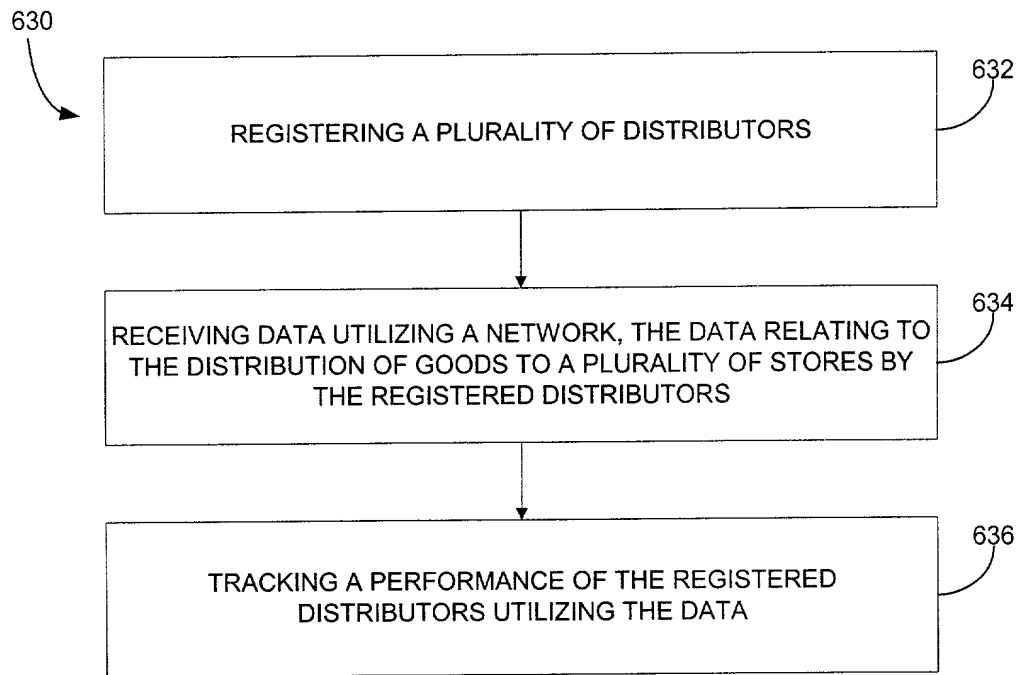 630
632
REGISTERING A PLURALITY OF DISTRIBUTORS
634
RECEIVING DATA UTILIZING A NETWORK, THE DATA RELATING TO
THE DISTRIBUTION OF GOODS TO A PLURALITY OF STORES BY
THE REGISTERED DISTRIBUTORS
636
TRACKING A PERFORMANCE OF THE REGISTERED
DISTRIBUTORS UTILIZING THE DATA